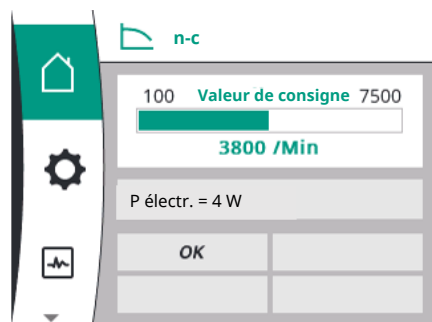 n-c
100 Valeur de consigne 7500
3800 /Min
P électr. = 4 W
OK